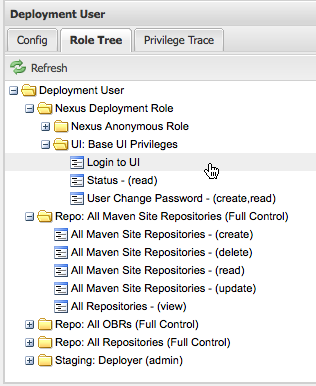 Deployment User
Config Role Tree Privilege Trace
Refresh
Deployment User
Nexus Deployment Role
Nexus Anonymous Role
UI: Base UI Privileges
Login to UI
Status - (read)
User Change Password - (create,read)
Repo: All Maven Site Repositories (Full Control)
All Maven Site Repositories - (create)
All Maven Site Repositories - (delete)
All Maven Site Repositories - (read)
All Maven Site Repositories - (update)
All Repositories - (view)
Repo: All OBRs (Full Control)
Repo: All Repositories (Full Control)
Staging: Deployer (admin)